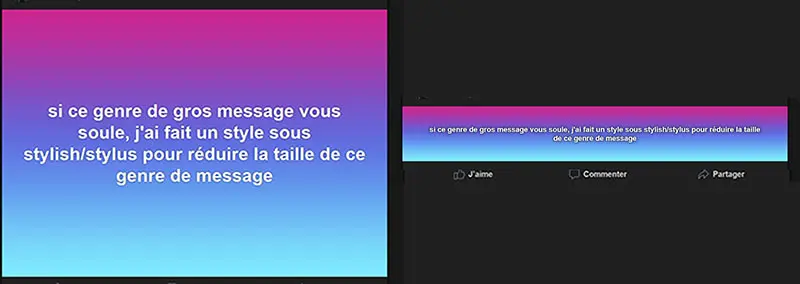 si ce genre de gros message vous
soule, j'ai fait un style sous
stylish/stylus pour réduire la taille de ce
genre de message
si ce genre de gros message vous soule, j'ai fait un style sous stylish/stylus pour réduire la taille
de ce genre de message
J'aime Commenter Partager